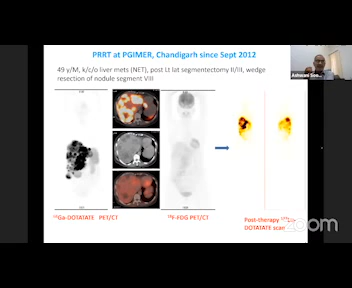 PRRT at PGIMER, Chandigarh since Sept 2012
49 y/M, k/c/o liver mets (NET), post Lt lat segmentectomy II/III, wedge
resection of nodule segment VIII
⁶⁸Ga-DOTATATE PET/CT
¹⁸F-FDG PET/CT
Post-therapy ¹⁷⁷Lu-
DOTATATE scan
zoom
Ashwani